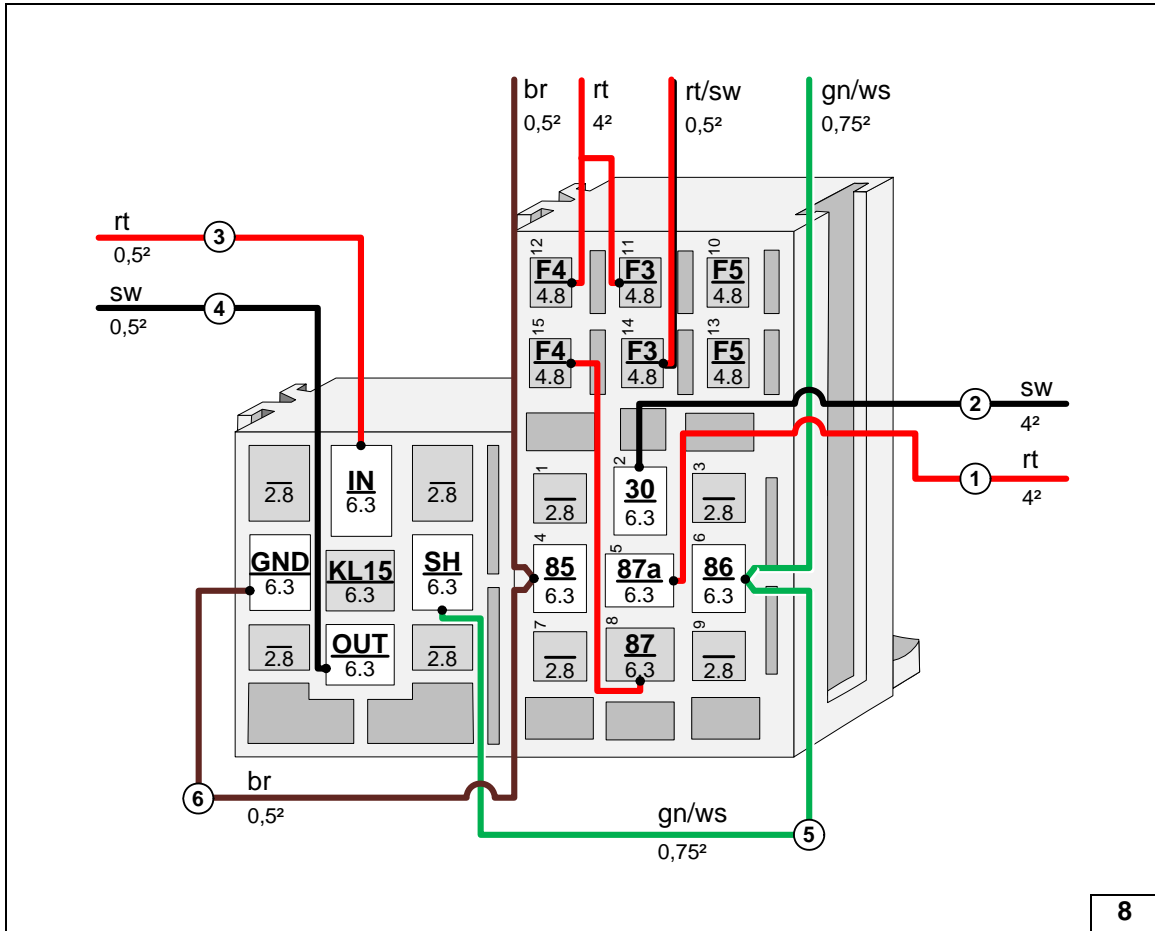 br rt rt/sw gn/ws
0,5² 4² 0,5² 0,75²
rt 3
0,5²
sw 4
0,5²
12 11 10
F4 F3 F5
4.8 4.8 4.8
15 14 13
F4 F3 F5
4.8 4.8 4.8
2 sw
4²
1 rt
4²
2.8 IN 2.8
6.3
GND KL15 SH
6.3 6.3 6.3
2.8 OUT 2.8
6.3
1 2 3
2.8 30 2.8
6.3
4 5 6
85 87a 86
6.3 6.3 6.3
7 8 9
2.8 87 2.8
6.3
6 br
0,5²
gn/ws 5
0,75²
8